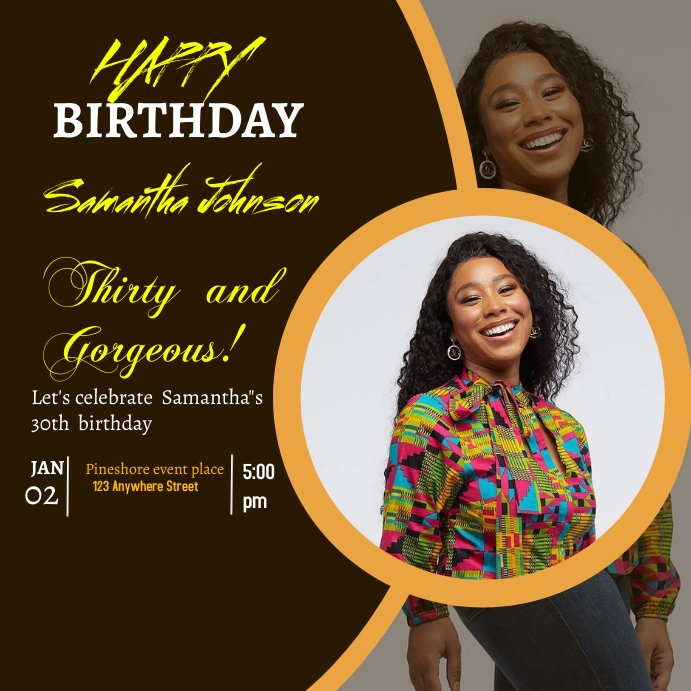 HAPPY
BIRTHDAY
Samantha Johnson
Thirty and
Gorgeous!
Let's celebrate Samantha"s
30th birthday
JAN
02
Pineshore event place
123 Anywhere Street
5:00
pm